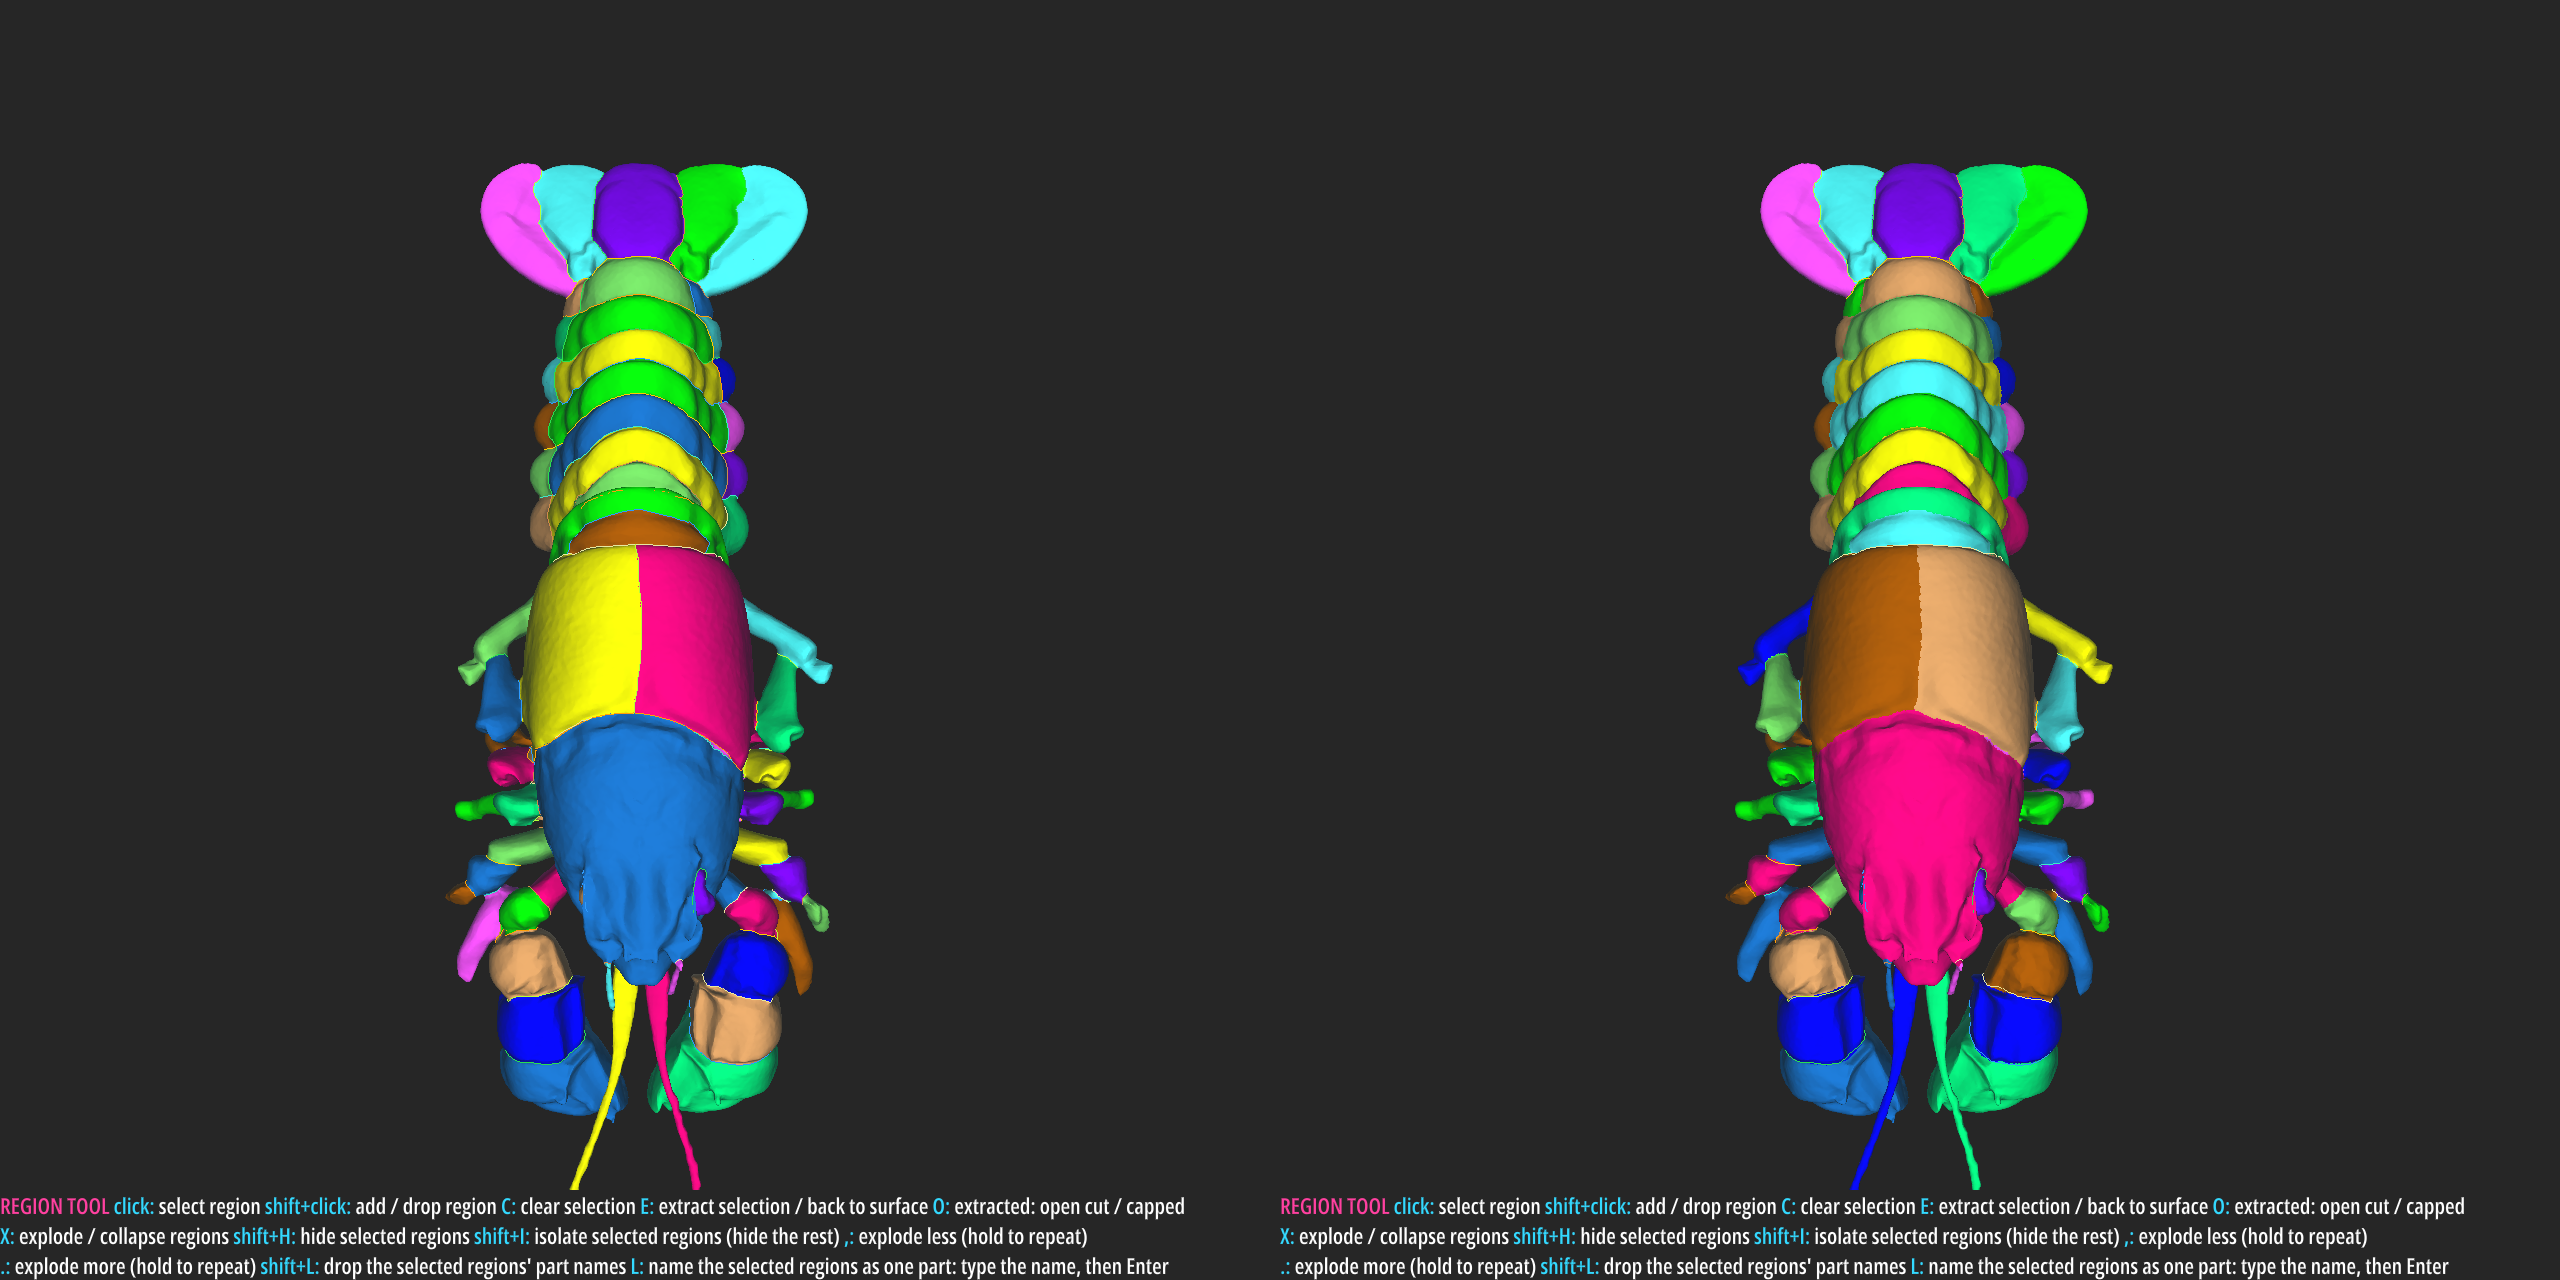 REGION TOOL click: select region shift+click: add / drop region C: clear selection E: extract selection / back to surface O: extracted: open cut / capped
X: explode / collapse regions shift+H: hide selected regions shift+I: isolate selected regions (hide the rest) ,: explode less (hold to repeat)
.: explode more (hold to repeat) shift+L: drop the selected regions' part names L: name the selected regions as one part: type the name, then Enter
REGION TOOL click: select region shift+click: add / drop region C: clear selection E: extract selection / back to surface O: extracted: open cut / capped
X: explode / collapse regions shift+H: hide selected regions shift+I: isolate selected regions (hide the rest) ,: explode less (hold to repeat)
.: explode more (hold to repeat) shift+L: drop the selected regions' part names L: name the selected regions as one part: type the name, then Enter